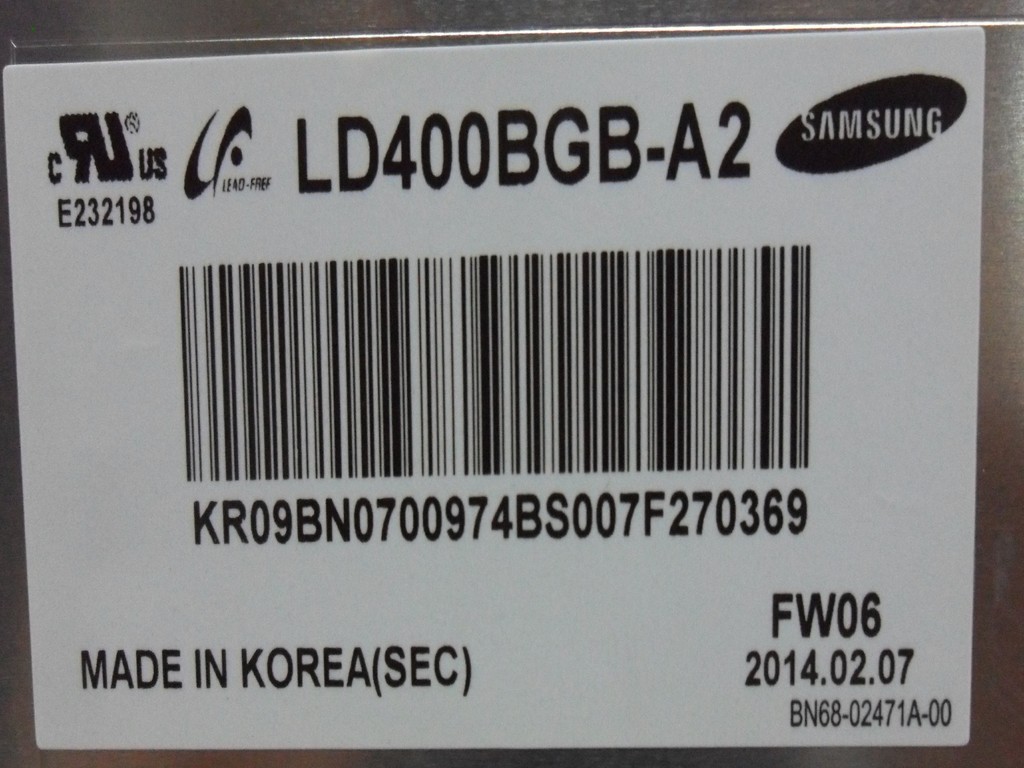 c RU ® US
E232198
LEAD-FREE
LD400BGB-A2
SAMSUNG
KR09BN0700974BS007F270369
MADE IN KOREA(SEC)
FW06
2014.02.07
BN68-02471A-00